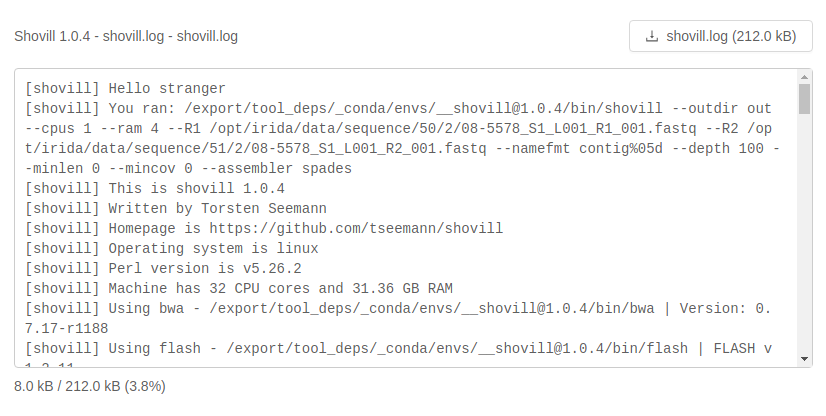 Shovill 1.0.4 - shovill.log - shovill.log
shovill.log (212.0 kB)
[shovill] Hello stranger
[shovill] You ran: /export/tool_deps/_conda/envs/__shovill@1.0.4/bin/shovill --outdir out
--cpus 1 --ram 4 --R1 /opt/irida/data/sequence/50/2/08-5578_S1_L001_R1_001.fastq --R2 /op
t/irida/data/sequence/51/2/08-5578_S1_L001_R2_001.fastq --namefmt contig%05d --depth 100 -
-minlen 0 --mincov 0 --assembler spades
[shovill] This is shovill 1.0.4
[shovill] Written by Torsten Seemann
[shovill] Homepage is https://github.com/tseemann/shovill
[shovill] Operating system is linux
[shovill] Perl version is v5.26.2
[shovill] Machine has 32 CPU cores and 31.36 GB RAM
[shovill] Using bwa - /export/tool_deps/_conda/envs/__shovill@1.0.4/bin/bwa | Version: 0.
7.17-r1188
[shovill] Using flash - /export/tool_deps/_conda/envs/__shovill@1.0.4/bin/flash | FLASH v
8.0 kB / 212.0 kB (3.8%)